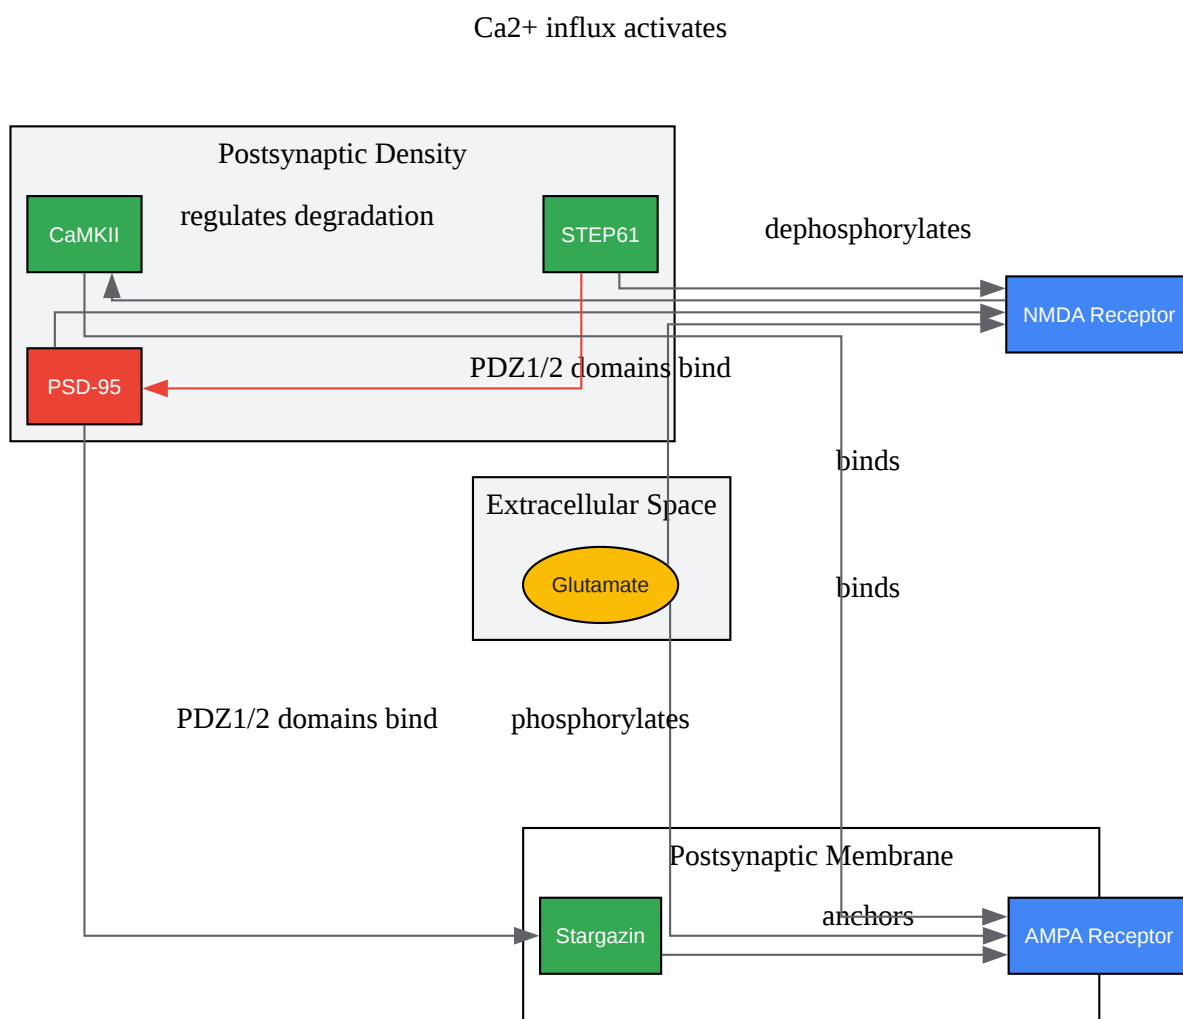 Ca2+ influx activates
Postsynaptic Density
CaMKII
regulates degradation
STEP61
dephosphorylates
NMDA Receptor
PSD-95
PDZ1/2 domains bind
binds
Extracellular Space
Glutamate
binds
PDZ1/2 domains bind
phosphorylates
Postsynaptic Membrane
anchors
Stargazin
AMPA Receptor